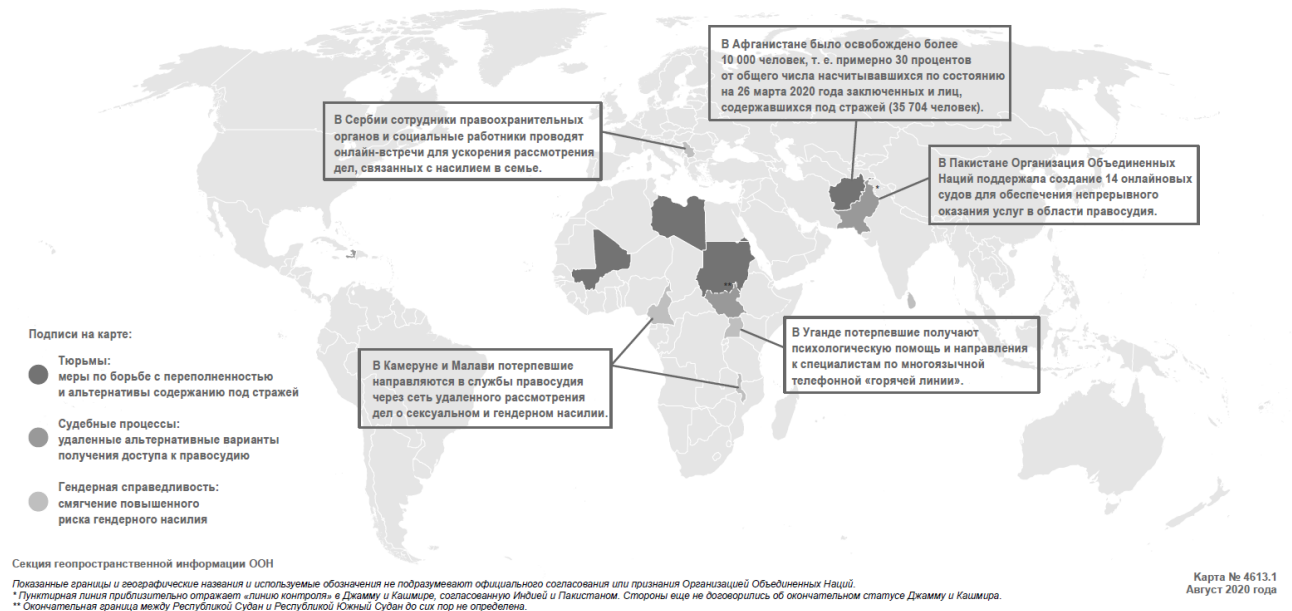 В Афганистане было освобождено более
10 000 человек, т. е. примерно 30 процентов
от общего числа насчитывавшихся по состоянию
на 26 марта 2020 года заключенных и лиц,
содержавшихся под стражей (35 704 человек).
В Сербии сотрудники правоохранительных
органов и социальные работники проводят
онлайн-встречи для ускорения рассмотрения
дел, связанных с насилием в семье.
В Пакистане Организация Объединенных
Наций поддержала создание 14 онлайновых
судов для обеспечения непрерывного
оказания услуг в области правосудия.
*
**
В Уганде потерпевшие получают
психологическую помощь и направления
к специалистам по многоязычной
телефонной «горячей линии».
В Камеруне и Малави потерпевшие
направляются в службы правосудия
через сеть удаленного рассмотрения
дел о сексуальном и гендерном насилии.
Подписи на карте:
Тюрьмы:
меры по борьбе с переполненностью
и альтернативы содержанию под стражей
Судебные процессы:
удаленные альтернативные варианты
получения доступа к правосудию
Гендерная справедливость:
смягчение повышенного
риска гендерного насилия
Секция геопространственной информации ООН
Показанные границы и географические названия и используемые обозначения не подразумевают официального согласования или признания Организацией Объединенных Наций.
* Пунктирная линия приблизительно отражает «линию контроля» в Джамму и Кашмире, согласованную Индией и Пакистаном. Стороны еще не договорились об окончательном статусе Джамму и Кашмира.
** Окончательная граница между Республикой Судан и Республикой Южный Судан до сих пор не определена.
Карта № 4613.1
Август 2020 года